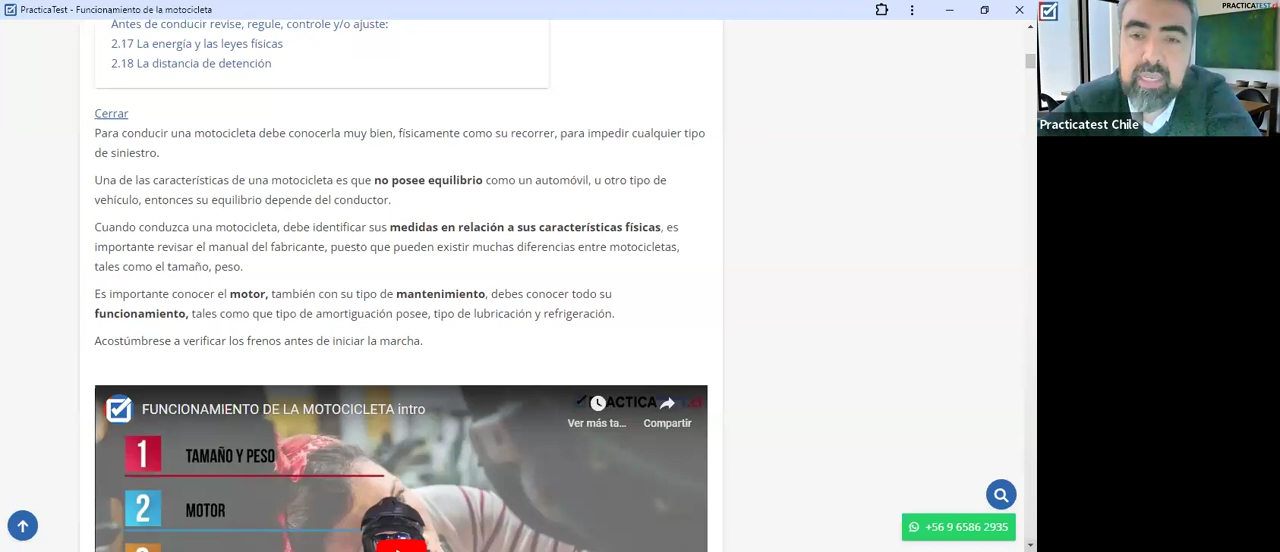 PracticaTest - Funcionamiento de la motocicleta
Antes de conducir revise, regule, controle y/o ajuste:
2.17 La energía y las leyes físicas
2.18 La distancia de detención
Cerrar
Para conducir una motocicleta debe conocerla muy bien, físicamente como su recorrer, para impedir cualquier tipo
de siniestro.
Una de las características de una motocicleta es que no posee equilibrio como un automóvil, u otro tipo de
vehículo, entonces su equilibrio depende del conductor.
Cuando conduzca una motocicleta, debe identificar sus medidas en relación a sus características físicas, es
importante revisar el manual del fabricante, puesto que pueden existir muchas diferencias entre motocicletas,
tales como el tamaño, peso.
Es importante conocer el motor, también con su tipo de mantenimiento, debes conocer todo su
funcionamiento, tales como que tipo de amortiguación posee, tipo de lubricación y refrigeración.
Acostúmbrese a verificar los frenos antes de iniciar la marcha.
FUNCIONAMIENTO DE LA MOTOCICLETA intro
PRACTICATEST.CL
Ver más ta...
Compartir
1 TAMAÑO Y PESO
2 MOTOR
+56 9 6586 2935
PRACTICATEST.CL
Practicatest Chile